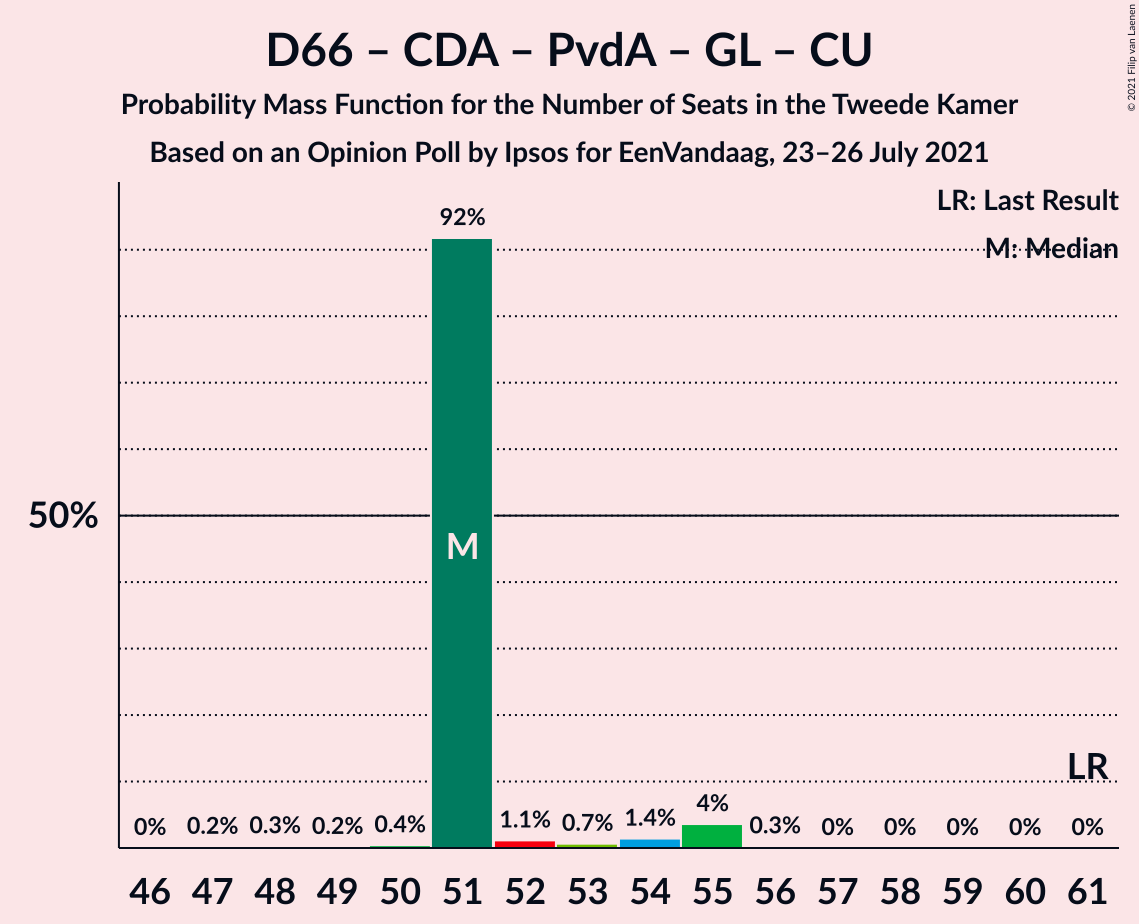 D66 – CDA – PvdA – GL – CU
Probability Mass Function for the Number of Seats in the Tweede Kamer
Based on an Opinion Poll by Ipsos for EenVandaag, 23–26 July 2021
© 2021 Filip van Laenen
LR: Last Result
M: Median
92%
50%
M
LR
0% 0.2% 0.3% 0.2% 0.4% 1.1% 0.7% 1.4% 4% 0.3% 0% 0% 0% 0% 0%
46 47 48 49 50 51 52 53 54 55 56 57 58 59 60 61